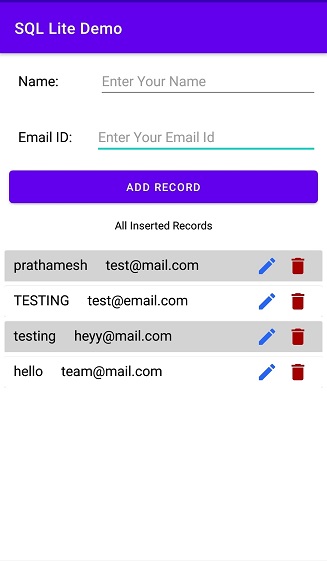 SQL Lite Demo
Name: Enter Your Name
Email ID: Enter Your Email Id
ADD RECORD
All Inserted Records
prathamesh test@mail.com
TESTING test@email.com
testing heyy@mail.com
hello team@mail.com